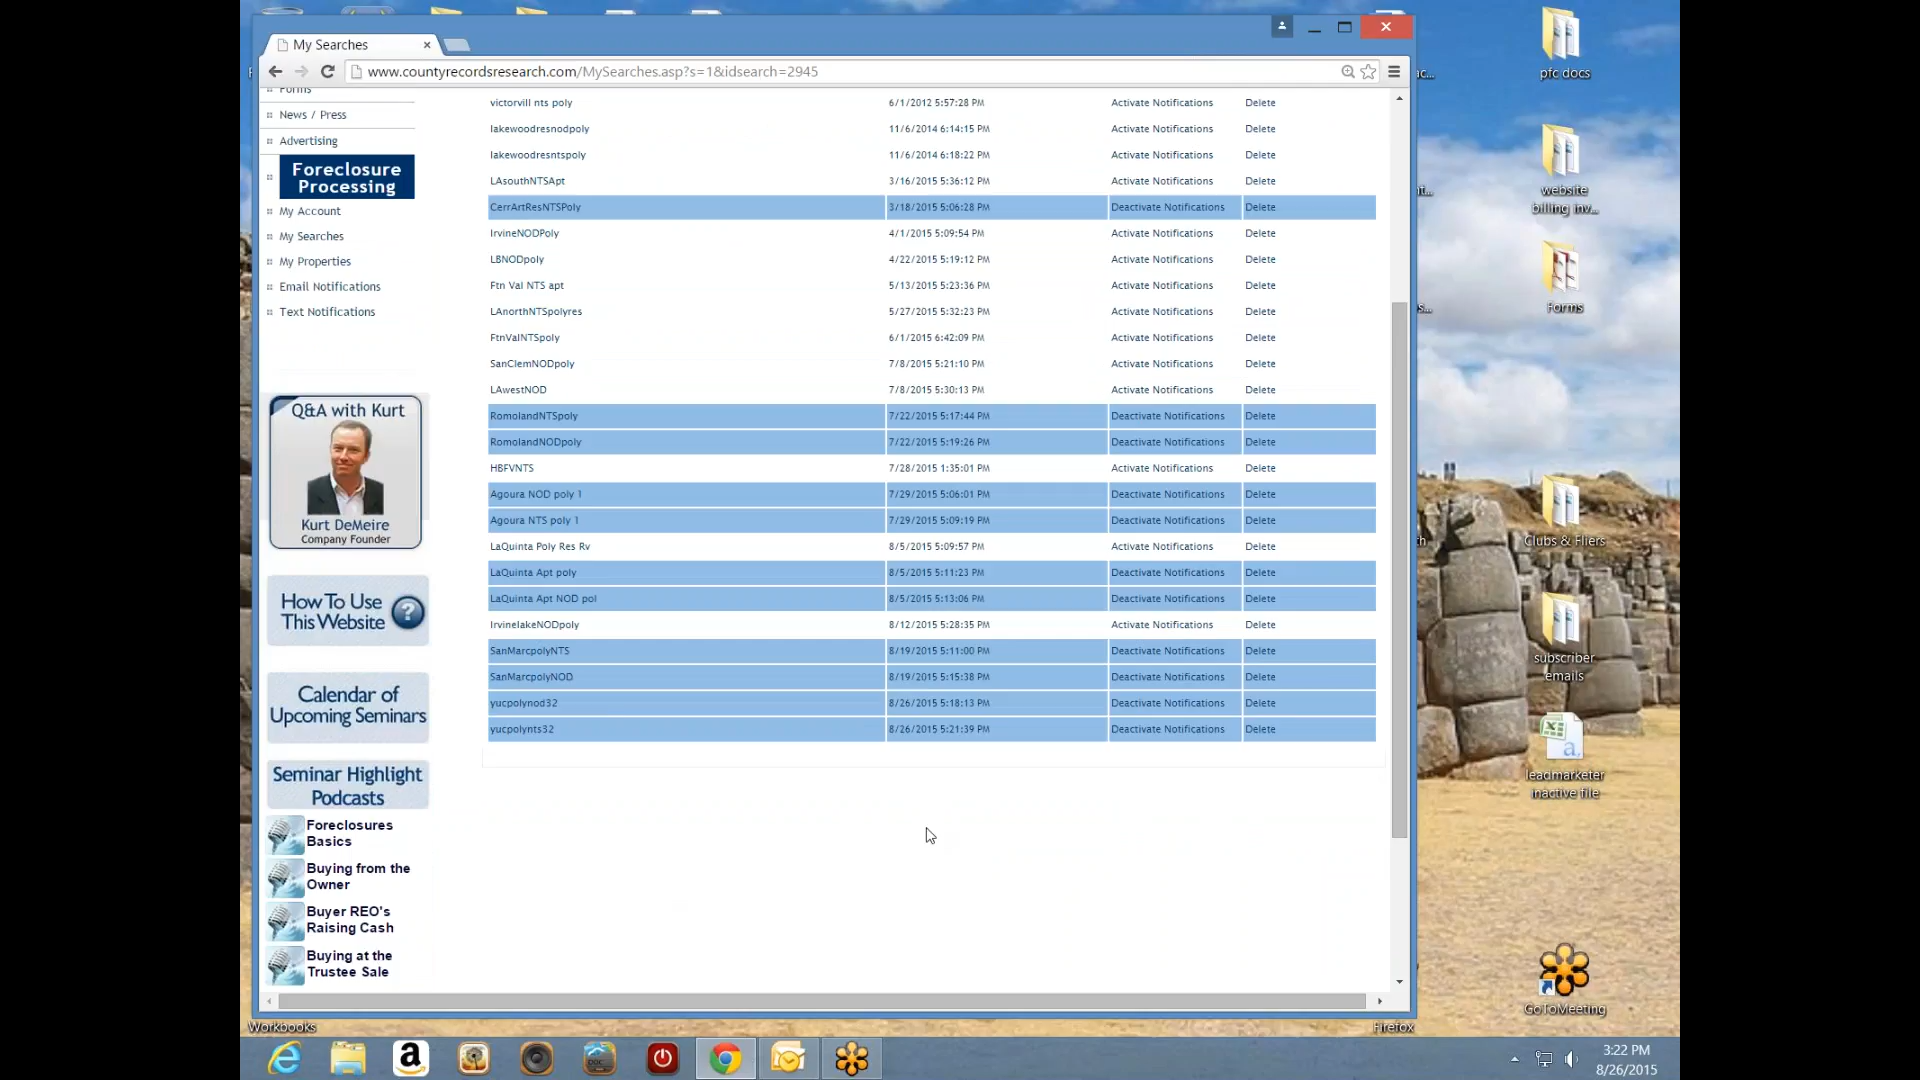 My Searches
www.countyrecordsresearch.com/MySearches.asp?s=1&idsearch=2945
Forms
News / Press
Advertising
Foreclosure
Processing
My Account
My Searches
My Properties
Email Notifications
Text Notifications
Q&A with Kurt
Kurt DeMeire
Company Founder
How To Use
This Website
?
Calendar of
Upcoming Seminars
Seminar Highlight
Podcasts
Foreclosures
Basics
Buying from the
Owner
Buyer REO's
Raising Cash
Buying at the
Trustee Sale
victorvill nts poly 6/1/2012 5:57:28 PM Activate Notifications Delete
lakewoodresnodpoly 11/6/2014 6:14:15 PM Activate Notifications Delete
lakewoodresntspoly 11/6/2014 6:18:22 PM Activate Notifications Delete
LAsouthNTSApt 3/16/2015 5:36:12 PM Activate Notifications Delete
CerrArtResNTSPoly 3/18/2015 5:06:28 PM Deactivate Notifications Delete
IrvineNODPoly 4/1/2015 5:09:54 PM Activate Notifications Delete
LBNODpoly 4/22/2015 5:19:12 PM Activate Notifications Delete
Ftn Val NTS apt 5/13/2015 5:23:36 PM Activate Notifications Delete
LAnorthNTSpolyres 5/27/2015 5:32:23 PM Activate Notifications Delete
FtnValNTSpoly 6/1/2015 6:42:09 PM Activate Notifications Delete
SanClemNODpoly 7/8/2015 5:21:10 PM Activate Notifications Delete
LAwestNOD 7/8/2015 5:30:13 PM Activate Notifications Delete
RomolandNTSpoly 7/22/2015 5:17:44 PM Deactivate Notifications Delete
RomolandNODpoly 7/22/2015 5:19:26 PM Deactivate Notifications Delete
HBFVNTS 7/28/2015 1:35:01 PM Activate Notifications Delete
Agoura NOD poly 1 7/29/2015 5:06:01 PM Deactivate Notifications Delete
Agoura NTS poly 1 7/29/2015 5:09:19 PM Deactivate Notifications Delete
LaQuinta Poly Res Rv 8/5/2015 5:09:57 PM Activate Notifications Delete
LaQuinta Apt poly 8/5/2015 5:11:23 PM Deactivate Notifications Delete
LaQuinta Apt NOD pol 8/5/2015 5:13:06 PM Deactivate Notifications Delete
IrvinelakeNODpoly 8/12/2015 5:28:35 PM Activate Notifications Delete
SanMarcpolyNTS 8/19/2015 5:11:00 PM Deactivate Notifications Delete
SanMarcpolyNOD 8/19/2015 5:15:38 PM Deactivate Notifications Delete
yucpolynod32 8/26/2015 5:18:13 PM Deactivate Notifications Delete
yucpolynts32 8/26/2015 5:21:39 PM Deactivate Notifications Delete
pfc docs
website
billing inv...
Forms
Clubs & Fliers
subscriber
emails
leadmarketer
inactive file
GoToMeeting
Workbooks
Firefox
3:22 PM
8/26/2015